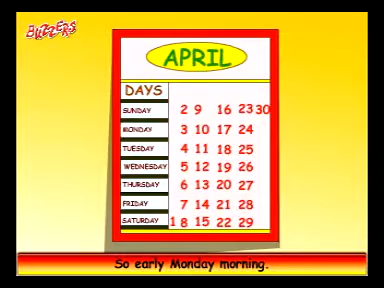 BUZZERS
APRIL
DAYS
SUNDAY 2 9 16 23 30
MONDAY 3 10 17 24
TUESDAY 4 11 18 25
WEDNESDAY 5 12 19 26
THURSDAY 6 13 20 27
FRIDAY 7 14 21 28
SATURDAY 1 8 15 22 29
So early Monday morning.